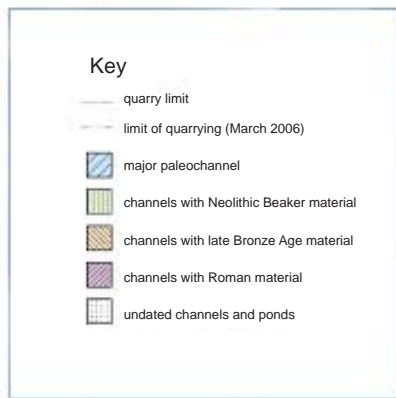 Key
quarry limit
limit of quarrying (March 2006)
major paleochannel
channels with Neolithic Beaker material
channels with late Bronze Age material
channels with Roman material
undated channels and ponds